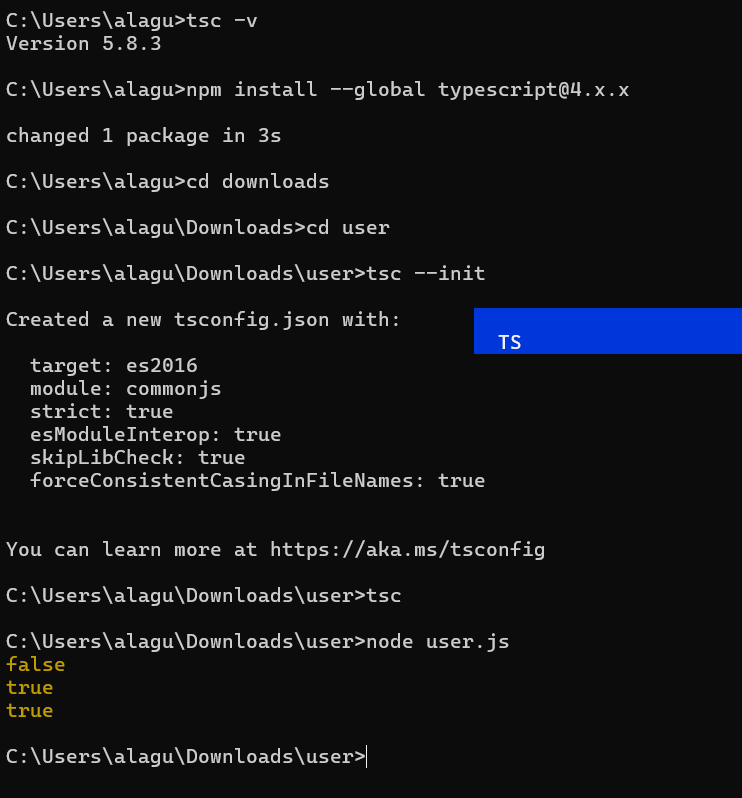 C:\Users\alagu>tsc -v
Version 5.8.3
C:\Users\alagu>npm install --global typescript@4.x.x
changed 1 package in 3s
C:\Users\alagu>cd downloads
C:\Users\alagu\Downloads>cd user
C:\Users\alagu\Downloads\user>tsc --init
Created a new tsconfig.json with:
TS
target: es2016
module: commonjs
strict: true
esModuleInterop: true
skipLibCheck: true
forceConsistentCasingInFileNames: true
You can learn more at https://aka.ms/tsconfig
C:\Users\alagu\Downloads\user>tsc
C:\Users\alagu\Downloads\user>node user.js
false
true
true
C:\Users\alagu\Downloads\user>